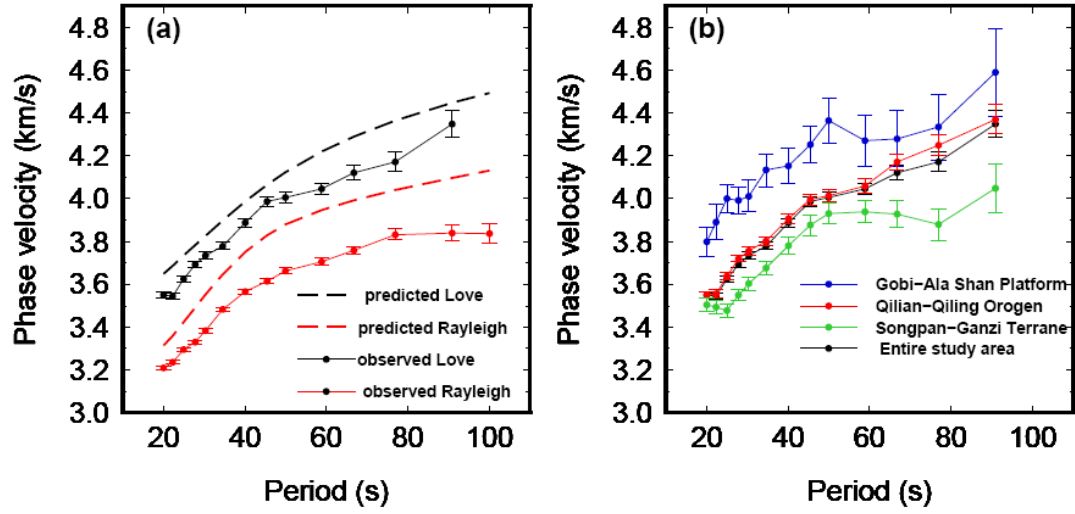 (a)
Phase velocity (km/s)
4.8
4.6
4.4
4.2
4.0
3.8
3.6
3.4
3.2
3.0
predicted Love
predicted Rayleigh
observed Love
observed Rayleigh
20 40 60 80 100
Period (s)
(b)
Phase velocity (km/s)
4.8
4.6
4.4
4.2
4.0
3.8
3.6
3.4
3.2
3.0
Gobi-Ala Shan Platform
Qilian-Qiling Orogen
Songpan-Ganzi Terrane
Entire study area
20 40 60 80 100
Period (s)